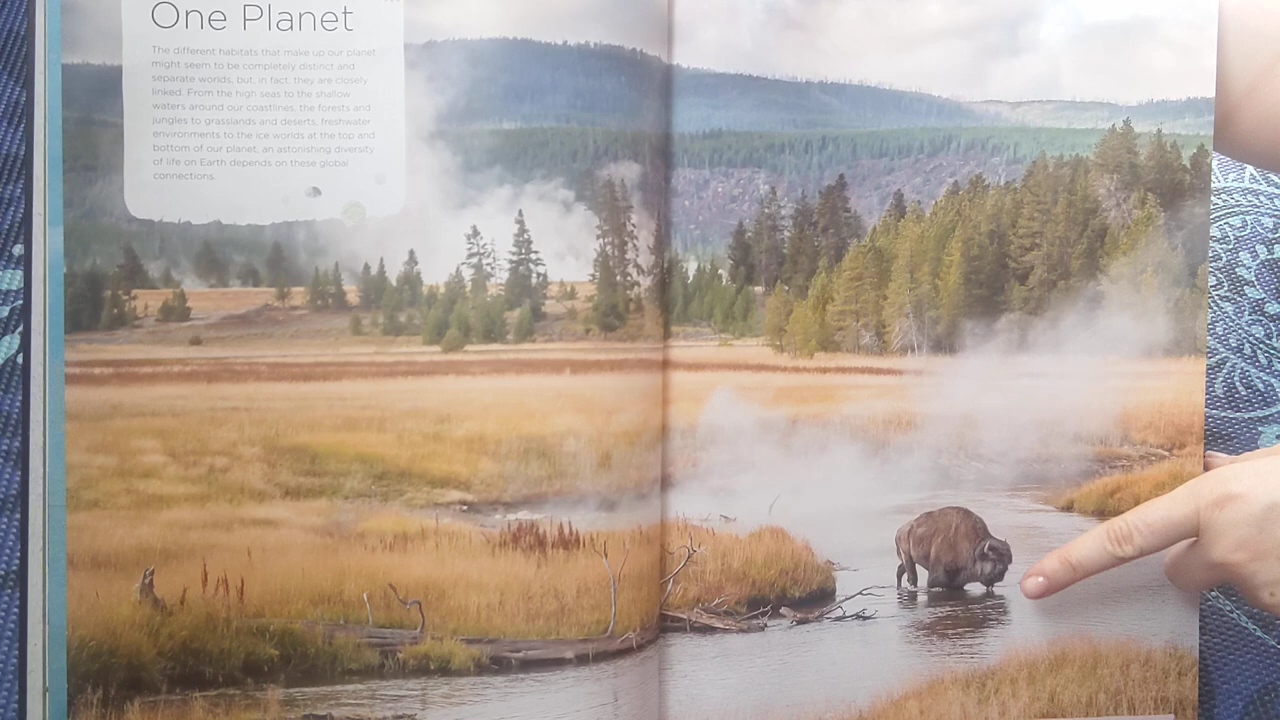 One Planet
The different habitats that make up our planet
might seem to be completely distinct and
separate worlds, but, in fact, they are closely
linked. From the high seas to the shallow
waters around our coastlines, the forests and
jungles to grasslands and deserts, freshwater
environments to the ice worlds at the top and
bottom of our planet, an astonishing diversity
of life on Earth depends on these global
connections.